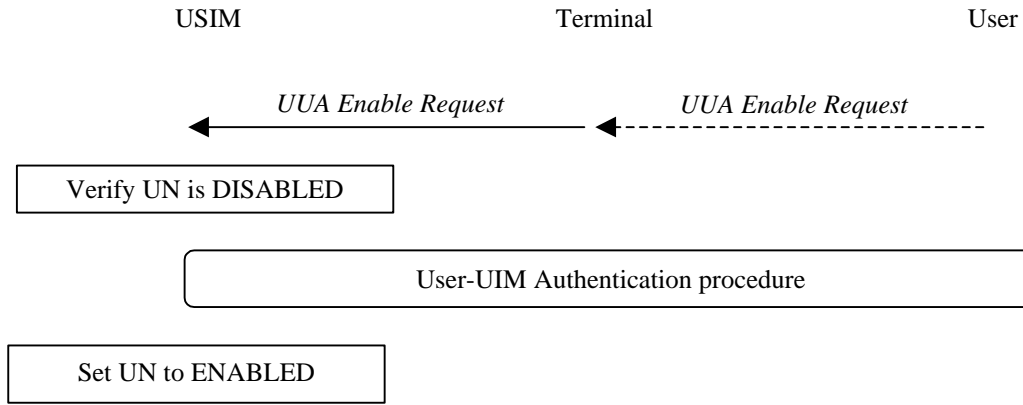 USIM Terminal User
UUA Enable Request UUA Enable Request
Verify UN is DISABLED
User-UIM Authentication procedure
Set UN to ENABLED